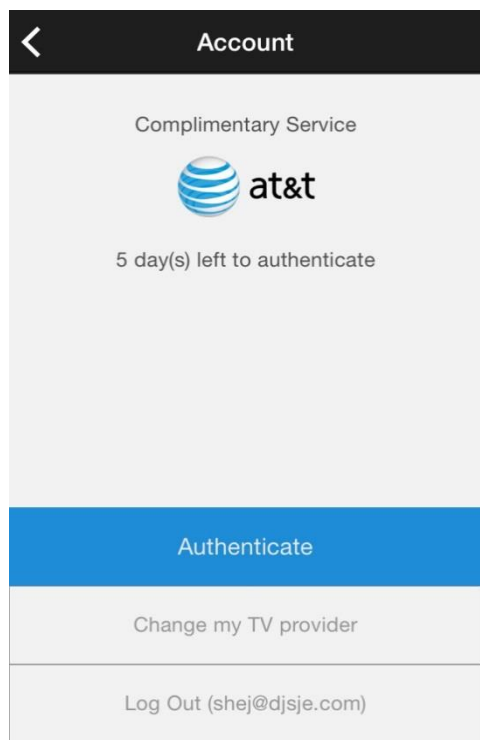 Account
Complimentary Service
at&t
5 day(s) left to authenticate
Authenticate
Change my TV provider
Log Out (shej@djsje.com)